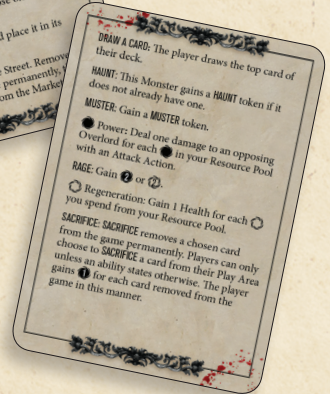 d place it in its
e Street. Remove
permanently,
om the Market
DRAW A CARD: The player draws the top card of
their deck.
HAUNT: This Monster gains a HAUNT token if it
does not already have one.
MUSTER: Gain a MUSTER token.
Power: Deal one damage to an opposing
Overlord for each in your Resource Pool
with an Attack Action.
RAGE: Gain 2 or 2.
Regeneration: Gain 1 Health for each
you spend from your Resource Pool.
SACRIFICE: SACRIFICE removes a chosen card
from the game permanently. Players can only
choose to SACRIFICE a card from their Play Area
unless an ability states otherwise. The player
gains 1 for each card removed from the
game in this manner.